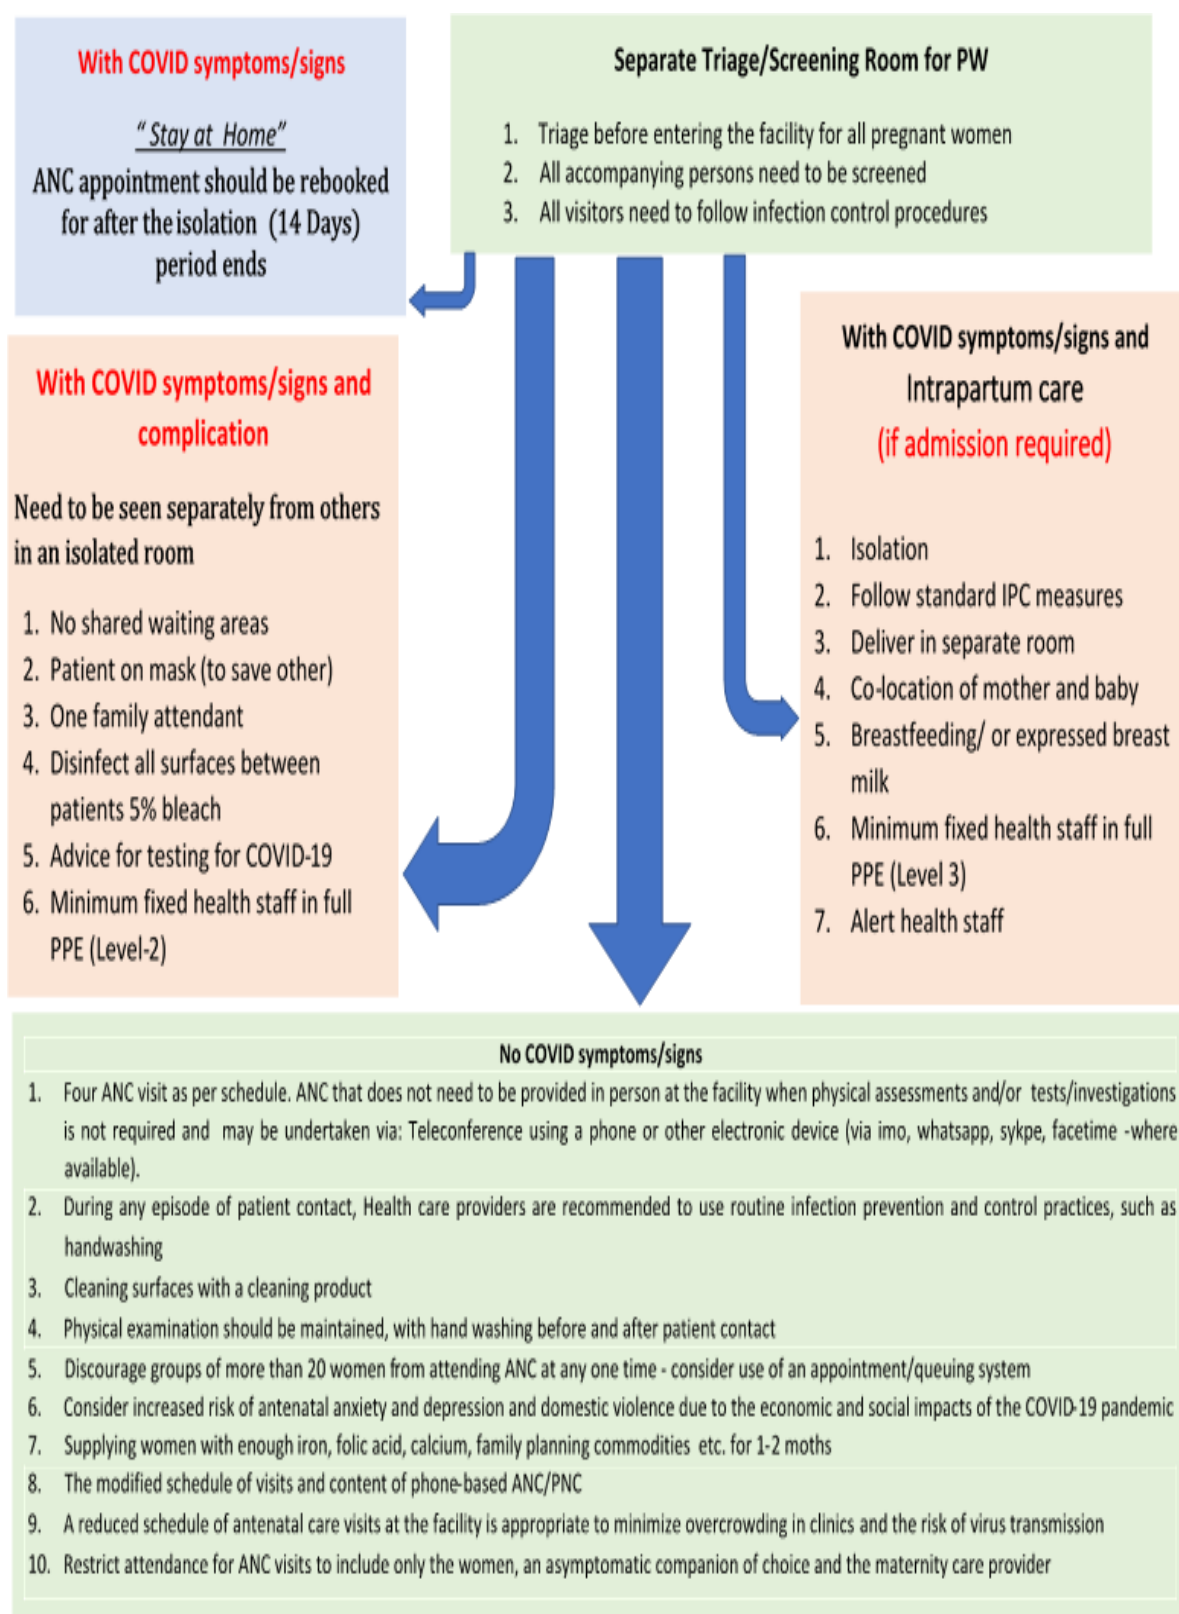 With COVID symptoms/signs
" Stay at Home"
ANC appointment should be rebooked
for after the isolation (14 Days)
period ends
Separate Triage/Screening Room for PW
1. Triage before entering the facility for all pregnant women
2. All accompanying persons need to be screened
3. All visitors need to follow infection control procedures
With COVID symptoms/signs and
complication
Need to be seen separately from others
in an isolated room
1. No shared waiting areas
2. Patient on mask (to save other)
3. One family attendant
4. Disinfect all surfaces between
patients 5% bleach
5. Advice for testing for COVID-19
6. Minimum fixed health staff in full
PPE (Level-2)
With COVID symptoms/signs and
Intrapartum care
(if admission required)
1. Isolation
2. Follow standard IPC measures
3. Deliver in separate room
4. Co-location of mother and baby
5. Breastfeeding/ or expressed breast
milk
6. Minimum fixed health staff in full
PPE (Level 3)
7. Alert health staff
No COVID symptoms/signs
1. Four ANC visit as per schedule. ANC that does not need to be provided in person at the facility when physical assessments and/or tests/investigations
is not required and may be undertaken via: Teleconference using a phone or other electronic device (via imo, whatsapp, sykpe, facetime -where
available).
2. During any episode of patient contact, Health care providers are recommended to use routine infection prevention and control practices, such as
handwashing
3. Cleaning surfaces with a cleaning product
4. Physical examination should be maintained, with hand washing before and after patient contact
5. Discourage groups of more than 20 women from attending ANC at any one time - consider use of an appointment/queuing system
6. Consider increased risk of antenatal anxiety and depression and domestic violence due to the economic and social impacts of the COVID-19 pandemic
7. Supplying women with enough iron, folic acid, calcium, family planning commodities etc. for 1-2 moths
8. The modified schedule of visits and content of phone-based ANC/PNC
9. A reduced schedule of antenatal care visits at the facility is appropriate to minimize overcrowding in clinics and the risk of virus transmission
10. Restrict attendance for ANC visits to include only the women, an asymptomatic companion of choice and the maternity care provider